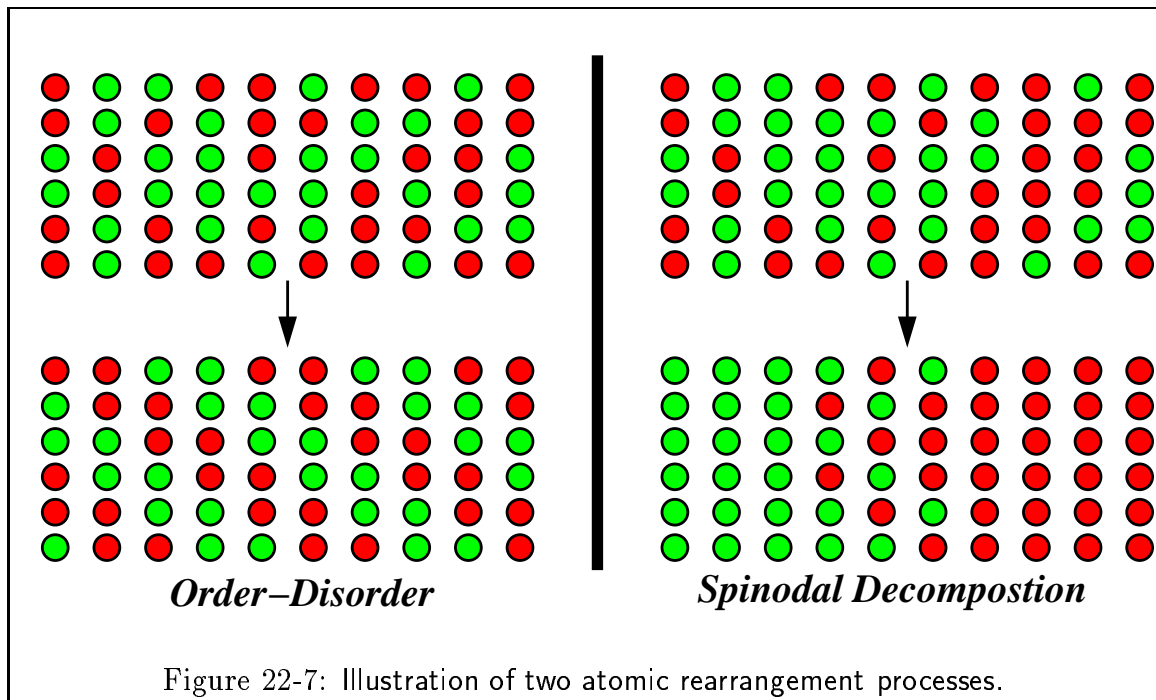 Order–Disorder
Spinodal Decompostion
Figure 22-7: Illustration of two atomic rearrangement processes.